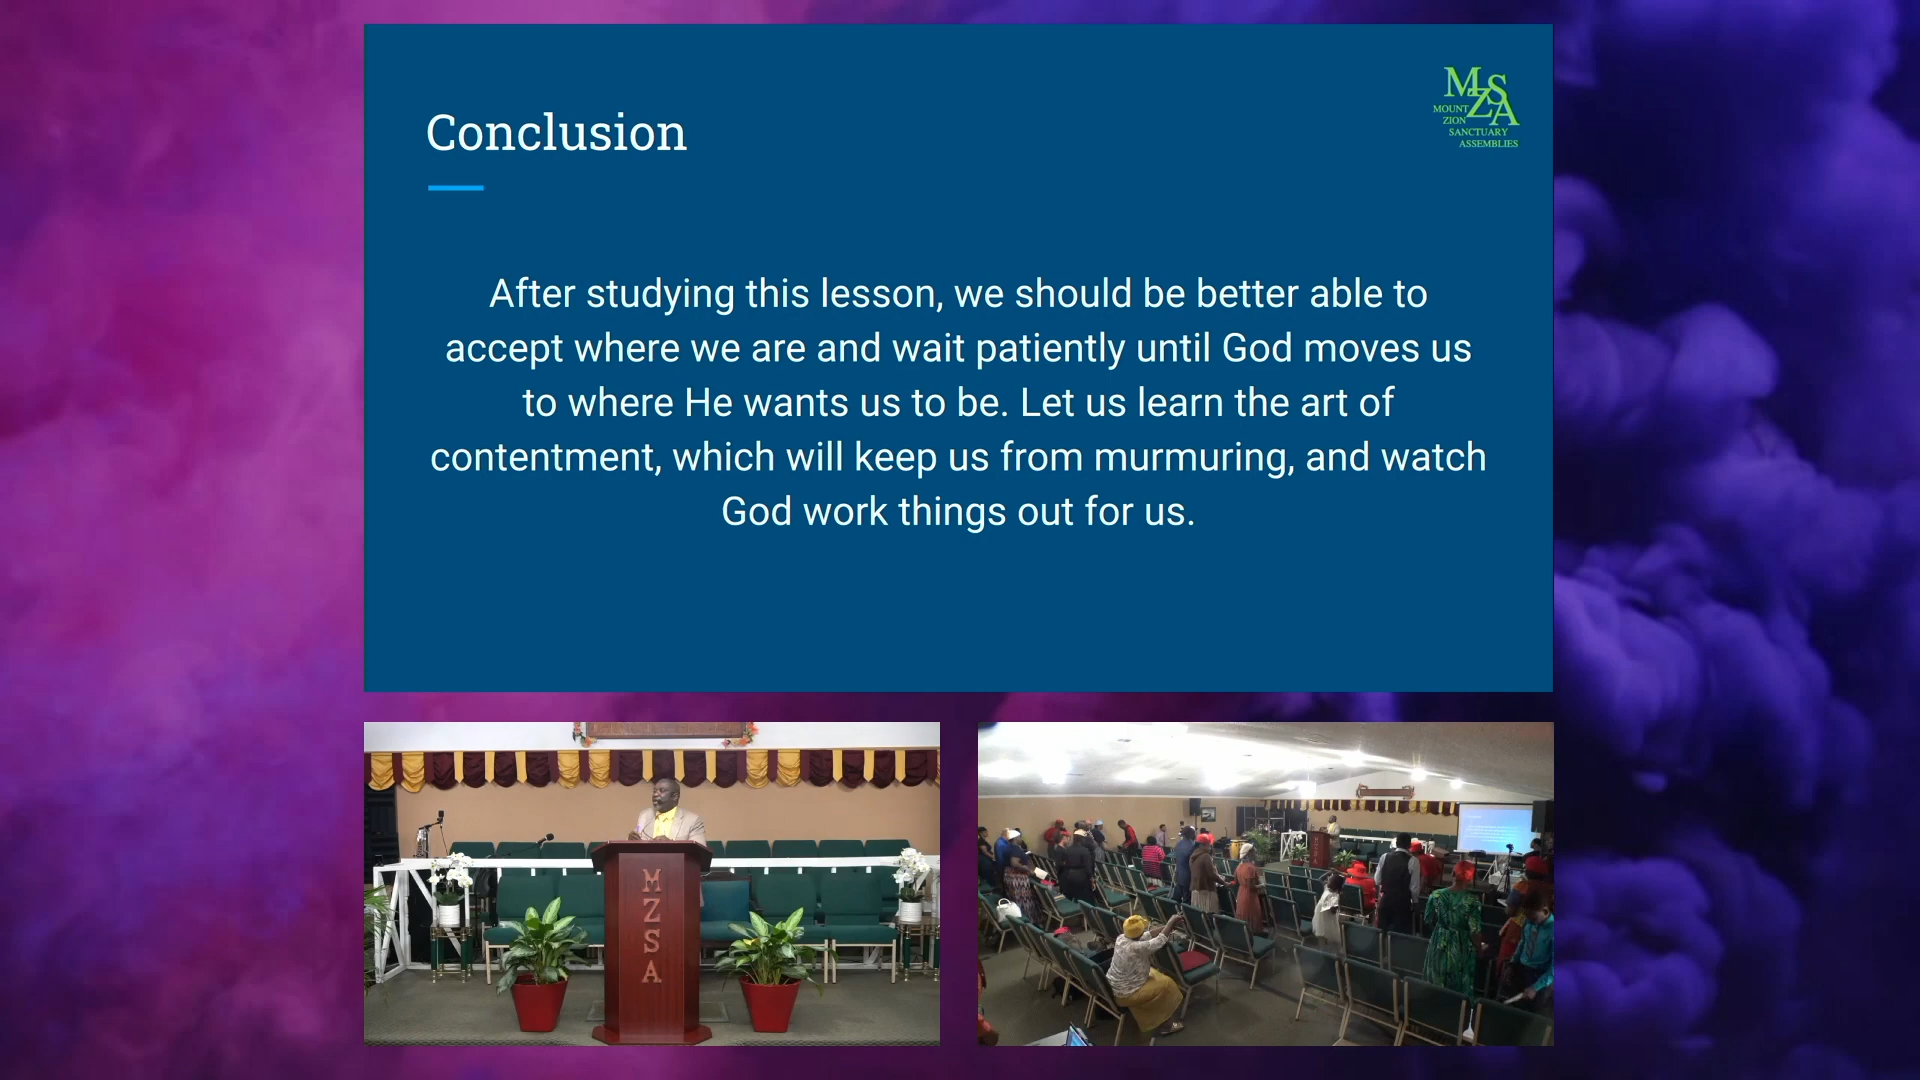 Conclusion
MZSA
MOUNT
ZION
SANCTUARY
ASSEMBLIES
After studying this lesson, we should be better able to
accept where we are and wait patiently until God moves us
to where He wants us to be. Let us learn the art of
contentment, which will keep us from murmuring, and watch
God work things out for us.
M
Z
S
A